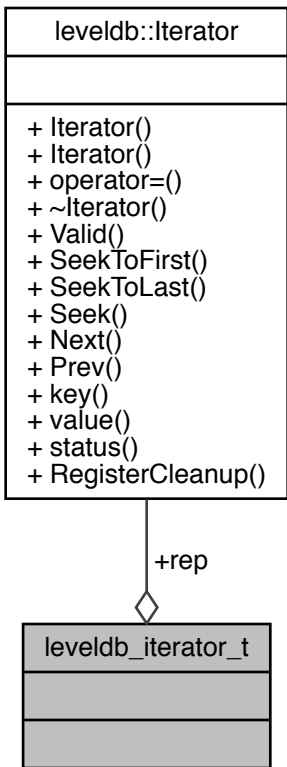 leveldb::Iterator
+ Iterator()
+ Iterator()
+ operator=()
+ ~Iterator()
+ Valid()
+ SeekToFirst()
+ SeekToLast()
+ Seek()
+ Next()
+ Prev()
+ key()
+ value()
+ status()
+ RegisterCleanup()
+rep
leveldb_iterator_t